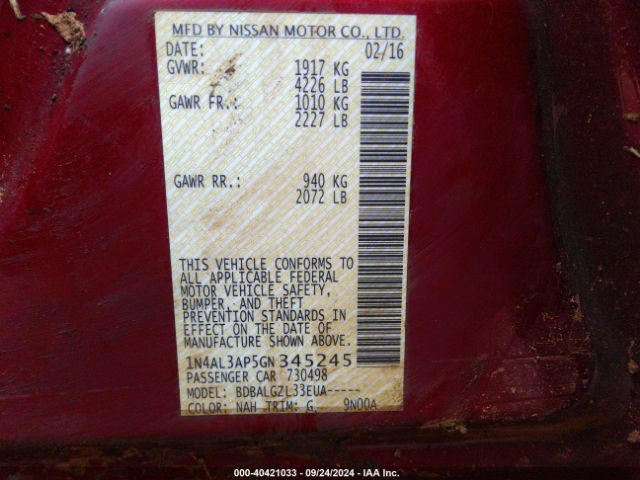 MFD BY NISSAN MOTOR CO., LTD.
DATE: 02/16
GVWR: 1917 KG
4226 LB
GAWR FR.: 1010 KG
2227 LB
GAWR RR.: 940 KG
2072 LB
THIS VEHICLE CONFORMS TO
ALL APPLICABLE FEDERAL
MOTOR VEHICLE SAFETY,
BUMPER, AND THEFT
PREVENTION STANDARDS IN
EFFECT ON THE DATE OF
MANUFACTURE SHOWN ABOVE.
1N4AL3AP5GN345245
PASSENGER CAR 730498
MODEL: BDBALGZL33EUA-----
COLOR: NAH TRIM: G, 9N00A
000-40421033 - 09/24/2024 - IAA Inc.